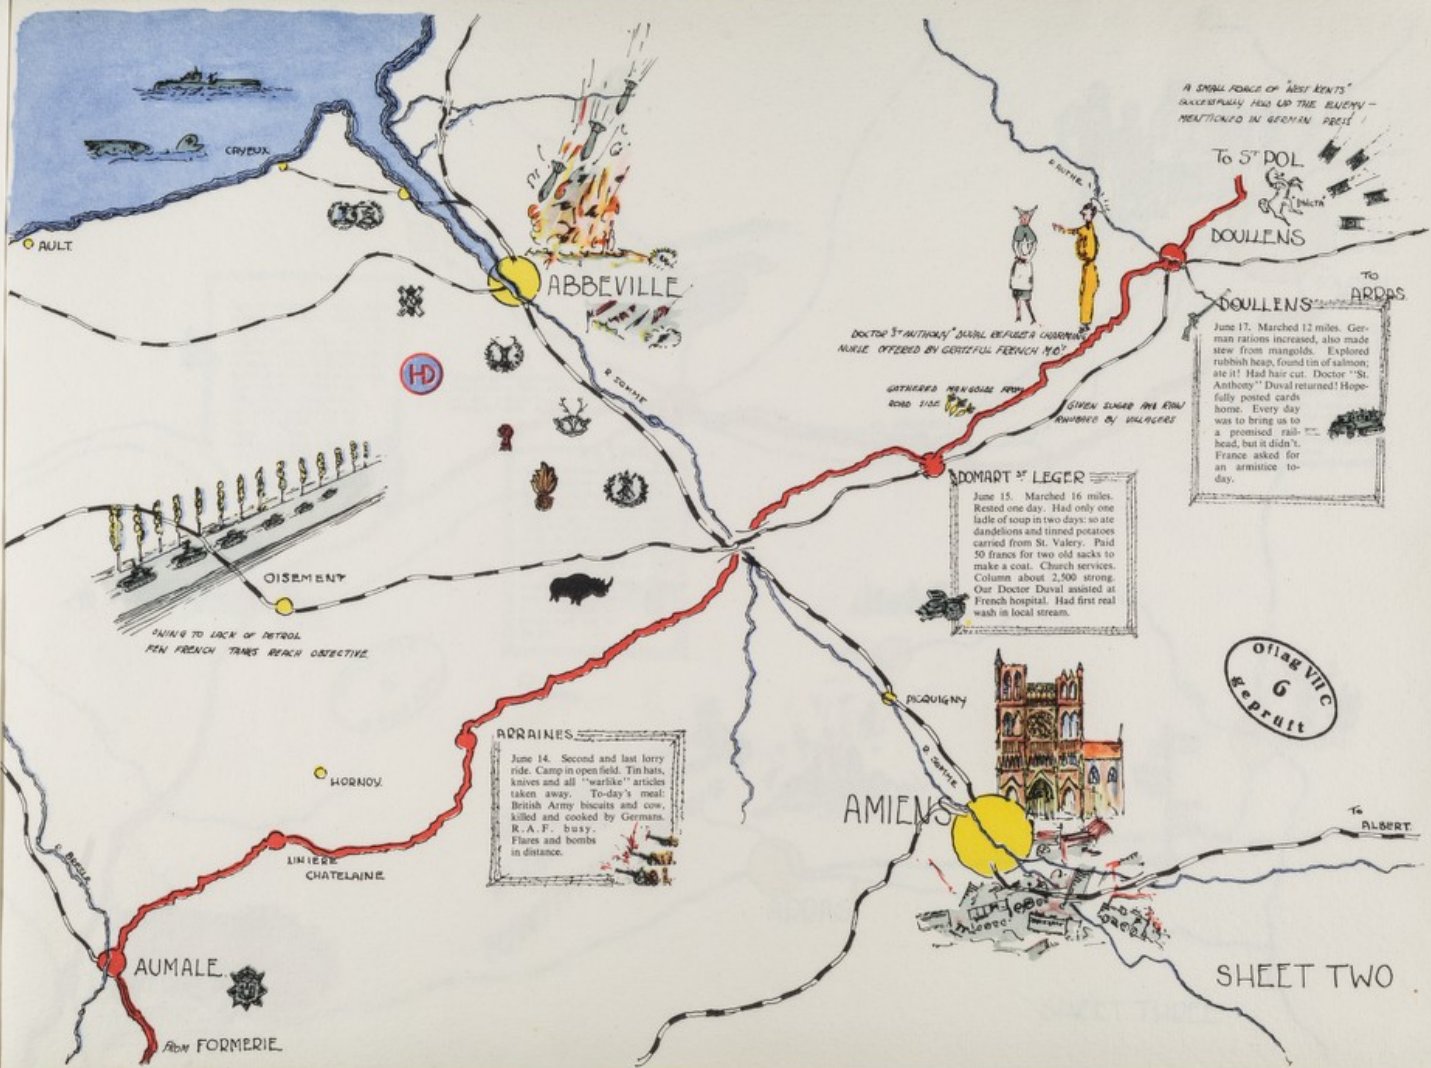 A SMALL FORCE OF "WEST KENTS"
SUCCESSFULLY HOLD UP THE ENEMY —
MENTIONED IN GERMAN PRESS!
TO ST POL
"INVICTA"
DOULLENS
TO
ARRAS.
R. AUTHIE
CAYEUX
AULT.
ABBEVILLE
HD
R. SOMME
DOCTOR "ST ANTHONY" DUVAL REFUSES CHARMING
NURSE OFFERED BY GRATEFUL FRENCH M.O!
GATHERED MANGOLDS FROM
ROAD SIDE
GIVEN SUGAR AND RAW
RHUBARB BY VILLAGERS
DOULLENS
June 17. Marched 12 miles. Ger-
man rations increased, also made
stew from mangolds. Explored
rubbish heap, found tin of salmon;
ate it! Had hair cut. Doctor "St.
Anthony" Duval returned! Hope-
fully posted cards
home. Every day
was to bring us to
a promised rail-
head, but it didn't.
France asked for
an armistice to-
day.
DOMART ST LEGER
June 15. Marched 16 miles.
Rested one day. Had only one
ladle of soup in two days: so ate
dandelions and tinned potatoes
carried from St. Valery. Paid
50 francs for two old sacks to
make a coat. Church services.
Column about 2,500 strong.
Our Doctor Duval assisted at
French hospital. Had first real
wash in local stream.
OISEMENT
OWING TO LACK OF PETROL
FEW FRENCH TANKS REACH OBJECTIVE.
Oflag VII C
6
geprüft
PICQUIGNY
R. SOMME
ARRAINES
June 14. Second and last lorry
ride. Camp in open field. Tin hats,
knives and all "warlike" articles
taken away. To-day's meal:
British Army biscuits and cow,
killed and cooked by Germans.
R.A.F. busy.
Flares and bombs
in distance.
HORNOY.
AMIENS
TO
ALBERT.
LINIERE
CHATELAINE
R. BRESLE
AUMALE.
FROM FORMERIE
SHEET TWO